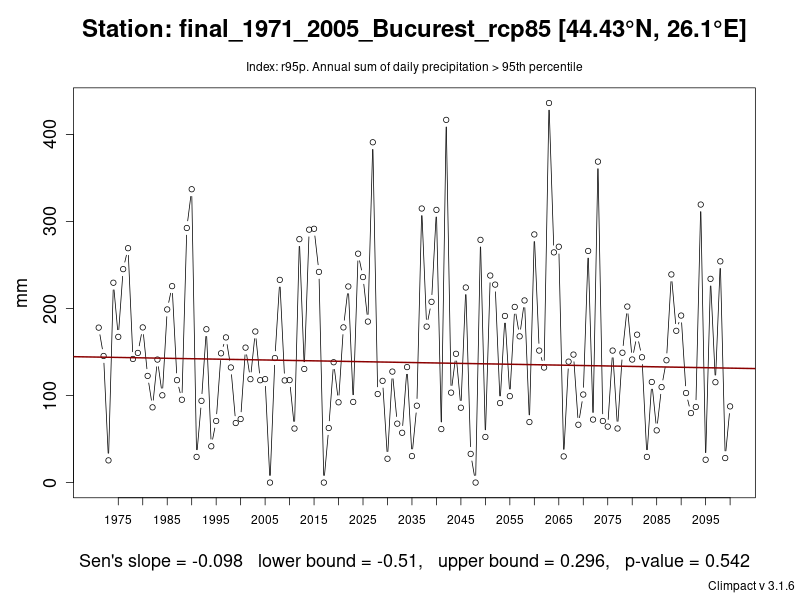 Station: final_1971_2005_Bucurest_rcp85 [44.43°N, 26.1°E]
Index: r95p. Annual sum of daily precipitation > 95th percentile
400
300
200
100
0
mm
1975 1985 1995 2005 2015 2025 2035 2045 2055 2065 2075 2085 2095
Sen's slope = -0.098 lower bound = -0.51, upper bound = 0.296, p-value = 0.542
Climpact v 3.1.6